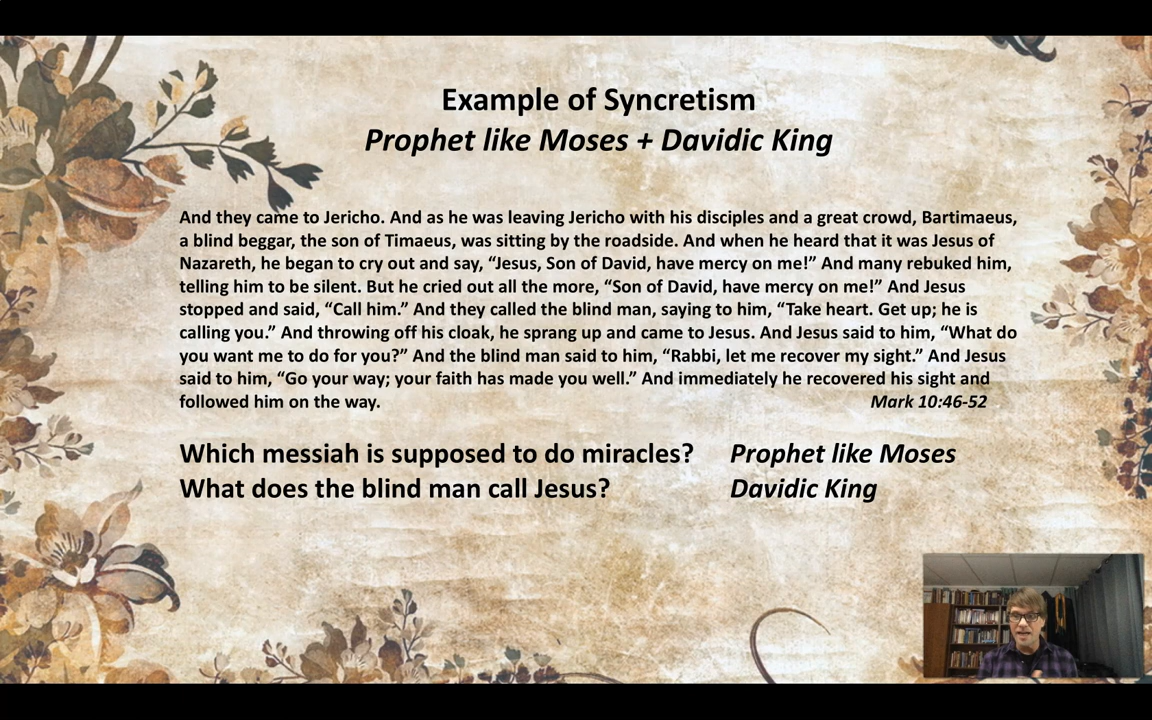 Example of Syncretism
Prophet like Moses + Davidic King
And they came to Jericho. And as he was leaving Jericho with his disciples and a great crowd, Bartimaeus,
a blind beggar, the son of Timaeus, was sitting by the roadside. And when he heard that it was Jesus of
Nazareth, he began to cry out and say, “Jesus, Son of David, have mercy on me!” And many rebuked him,
telling him to be silent. But he cried out all the more, “Son of David, have mercy on me!” And Jesus
stopped and said, “Call him.” And they called the blind man, saying to him, “Take heart. Get up; he is
calling you.” And throwing off his cloak, he sprang up and came to Jesus. And Jesus said to him, “What do
you want me to do for you?” And the blind man said to him, “Rabbi, let me recover my sight.” And Jesus
said to him, “Go your way; your faith has made you well.” And immediately he recovered his sight and
followed him on the way. Mark 10:46-52
Which messiah is supposed to do miracles? Prophet like Moses
What does the blind man call Jesus? Davidic King